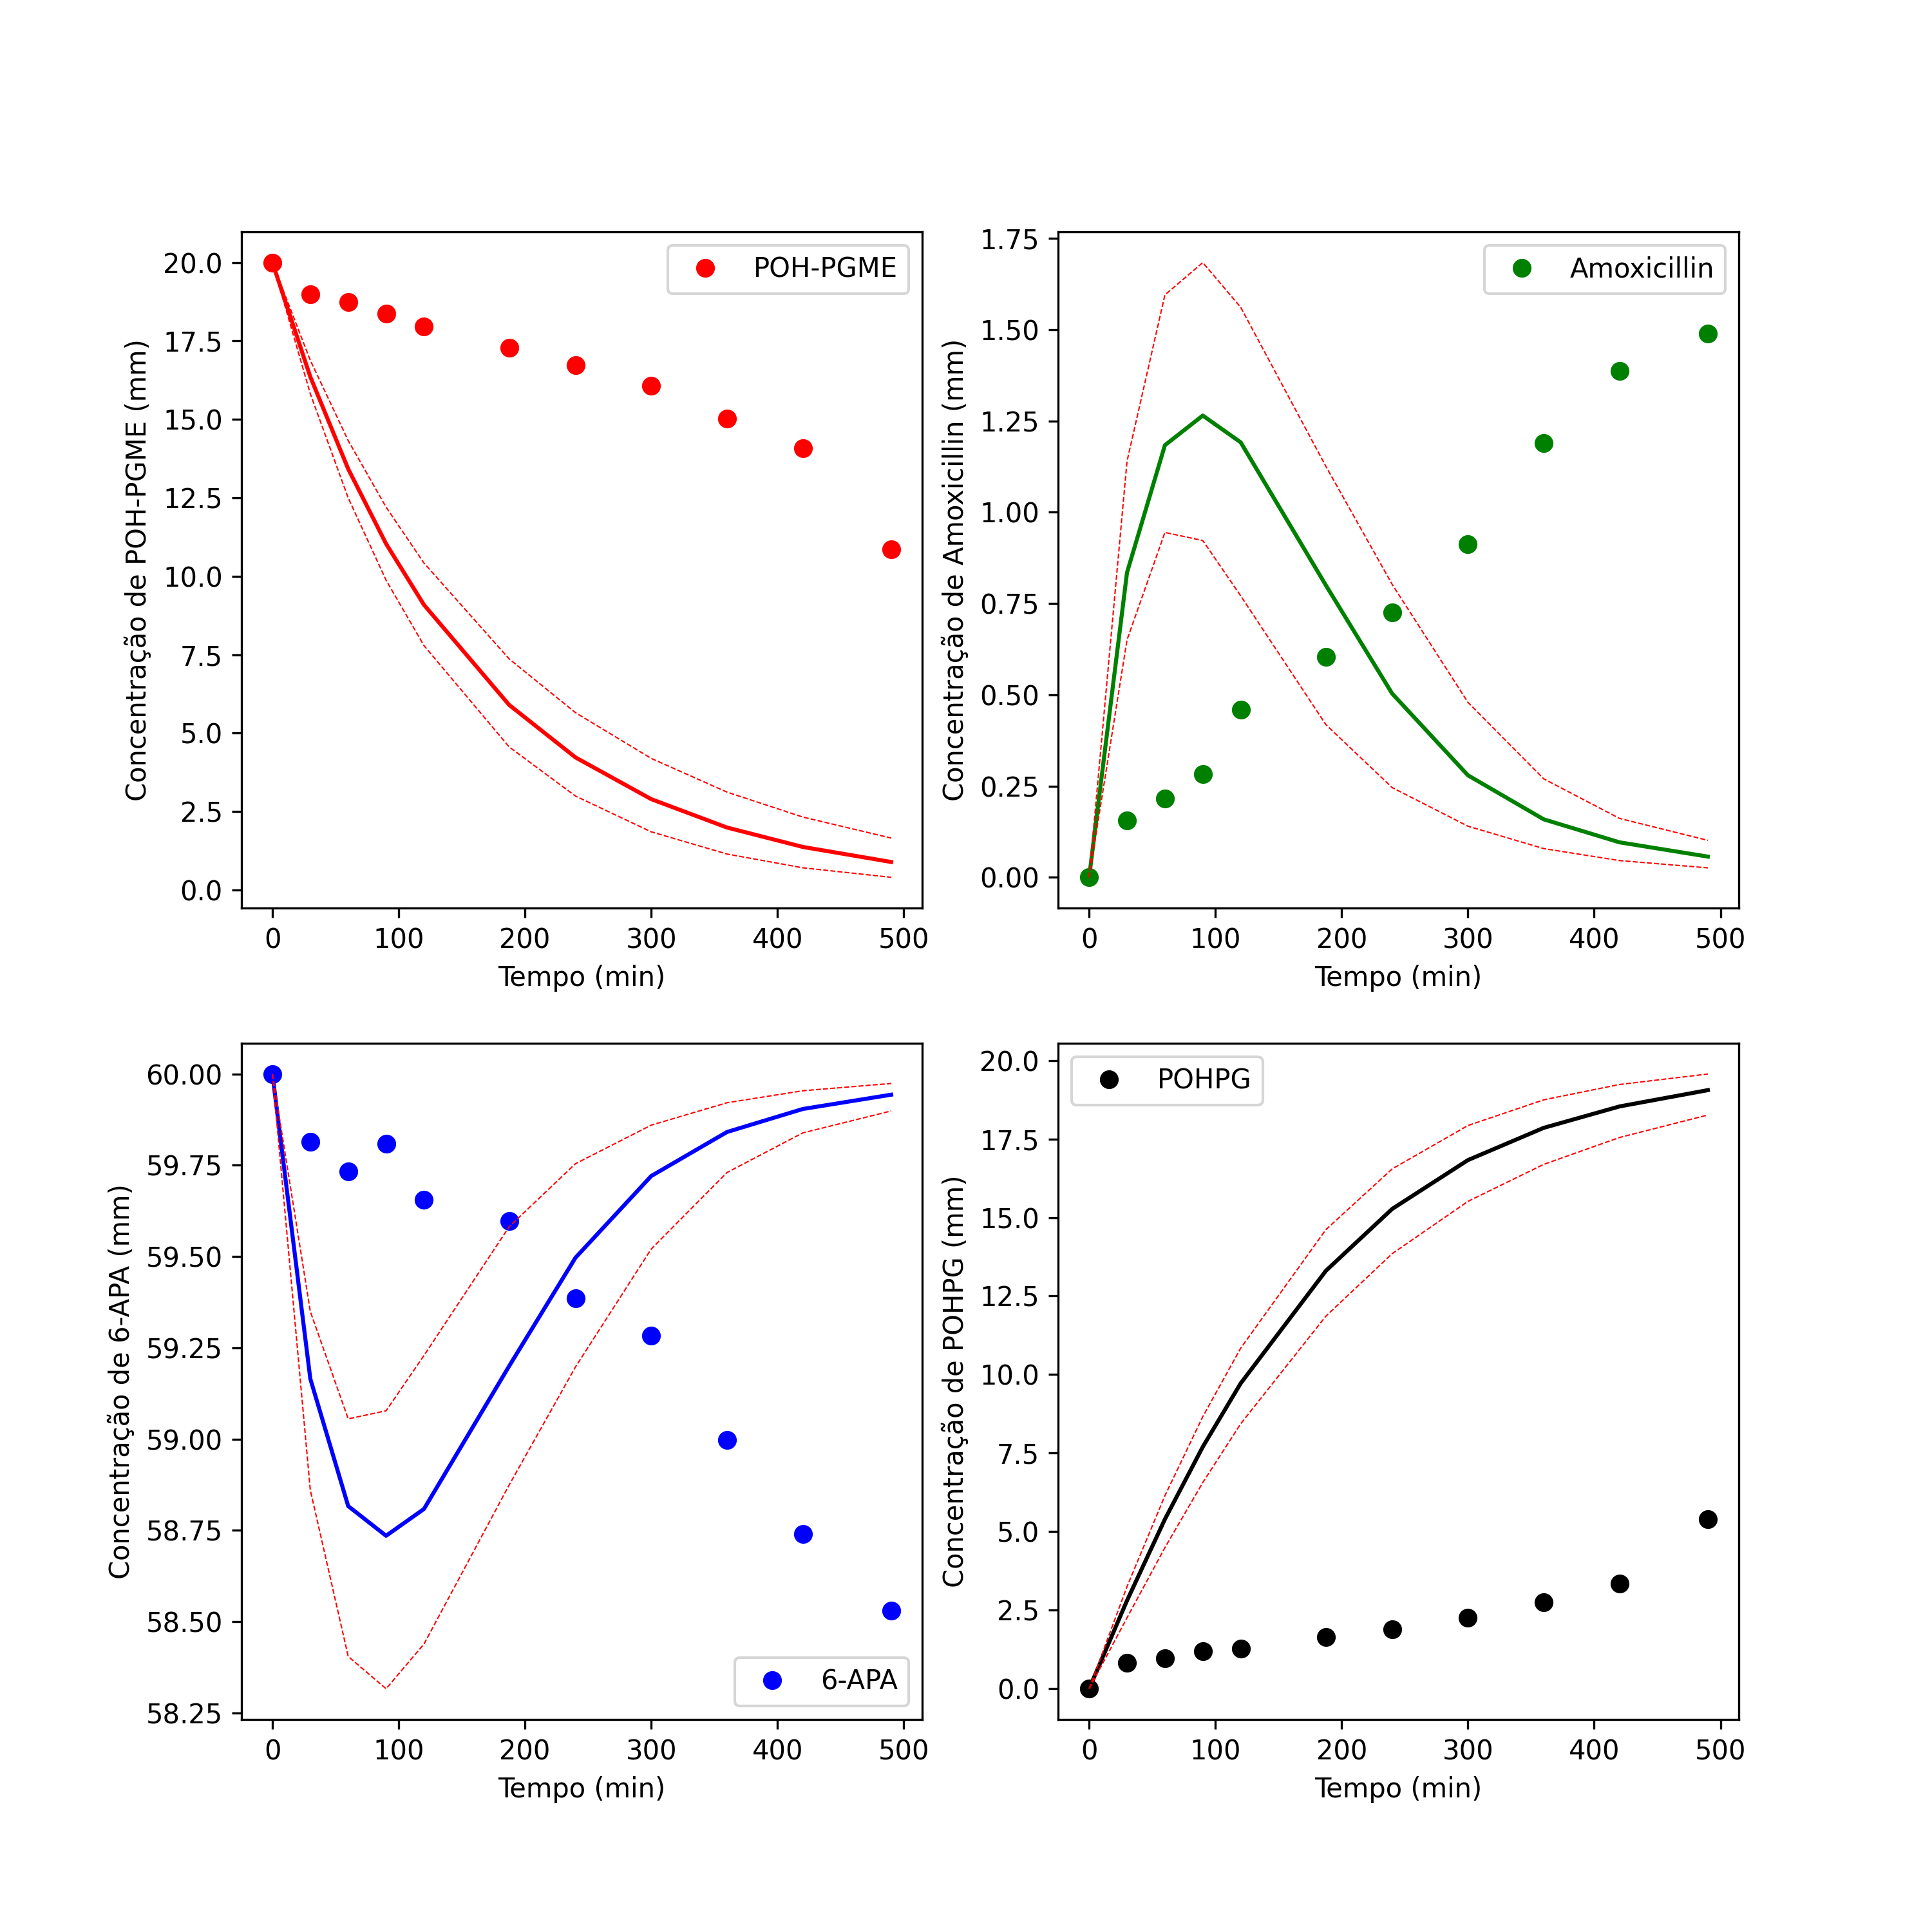 POH-PGME
Concentração de POH-PGME (mm)
20.0
17.5
15.0
12.5
10.0
7.5
5.0
2.5
0.0
0 100 200 300 400 500
Tempo (min)
Amoxicillin
Concentração de Amoxicillin (mm)
1.75
1.50
1.25
1.00
0.75
0.50
0.25
0.00
0 100 200 300 400 500
Tempo (min)
6-APA
Concentração de 6-APA (mm)
60.00
59.75
59.50
59.25
59.00
58.75
58.50
58.25
0 100 200 300 400 500
Tempo (min)
POHPG
Concentração de POHPG (mm)
20.0
17.5
15.0
12.5
10.0
7.5
5.0
2.5
0.0
0 100 200 300 400 500
Tempo (min)